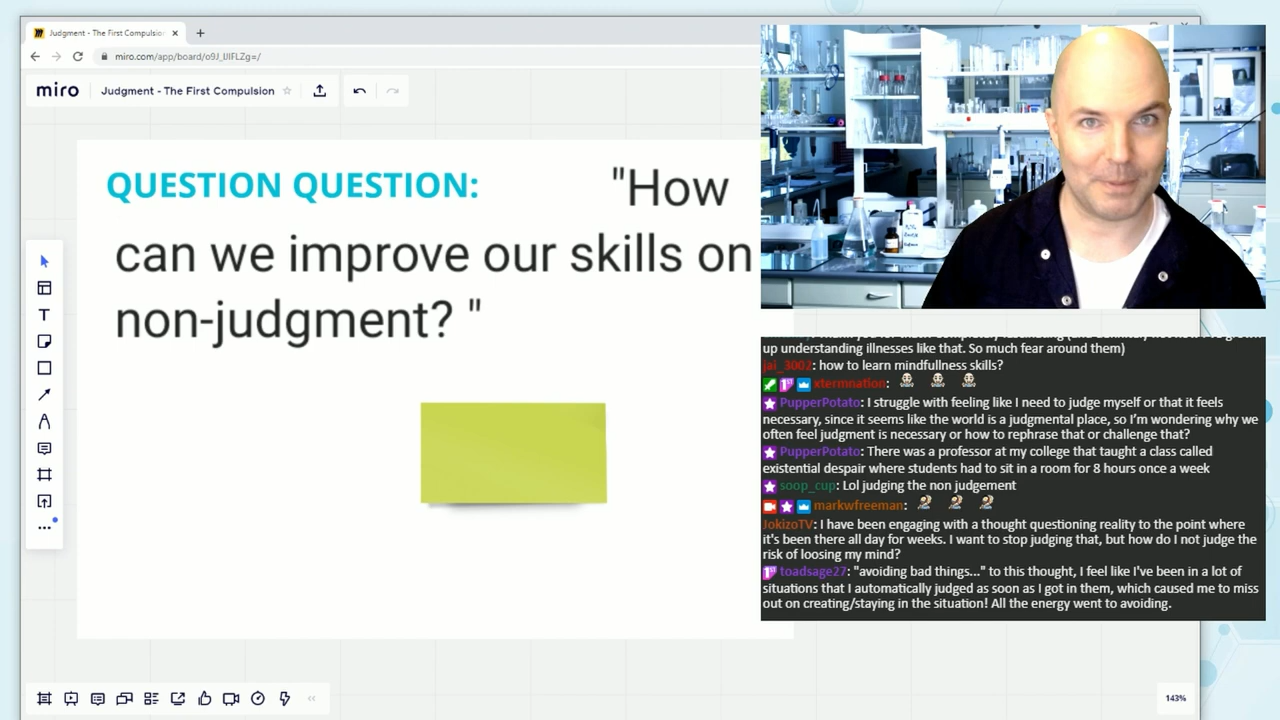 Judgment - The First Compulsio
miro.com/app/board/o9J_lJIFLZg=/
miro
Judgment - The First Compulsion
QUESTION QUESTION: "How
can we improve our skills on
non-judgment? "
up understanding illnesses like that. So much fear around them)
jai_3002: how to learn mindfullness skills?
xtermnation:
PupperPotato: I struggle with feeling like I need to judge myself or that it feels
necessary, since it seems like the world is a judgmental place, so I'm wondering why we
often feel judgment is necessary or how to rephrase that or challenge that?
PupperPotato: There was a professor at my college that taught a class called
existential despair where students had to sit in a room for 8 hours once a week
soop_cup: Lol judging the non judgement
markwfreeman:
JokizoTV: I have been engaging with a thought questioning reality to the point where
it's been there all day for weeks. I want to stop judging that, but how do I not judge the
risk of loosing my mind?
toadsage27: "avoiding bad things..." to this thought, I feel like I've been in a lot of
situations that I automatically judged as soon as I got in them, which caused me to miss
out on creating/staying in the situation! All the energy went to avoiding.
143%